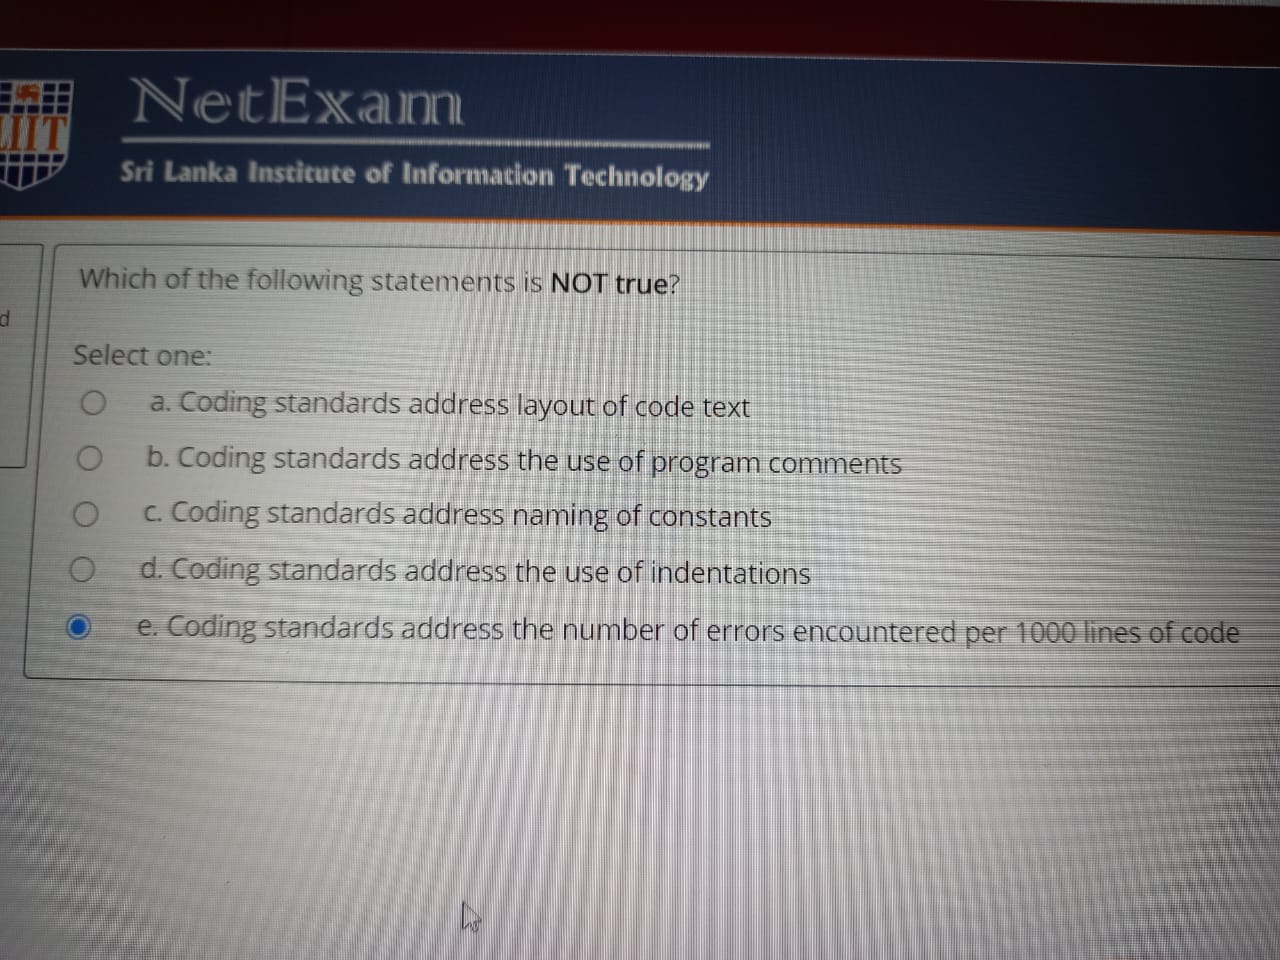 NetExam
IIT
Sri Lanka Institute of Information Technology
Which of the following statements is NOT true?
d
Select one:
a. Coding standards address layout of code text
b. Coding standards address the use of program comments
c. Coding standards address naming of constants
d. Coding standards address the use of indentations
e. Coding standards address the number of errors encountered per 1000 lines of code